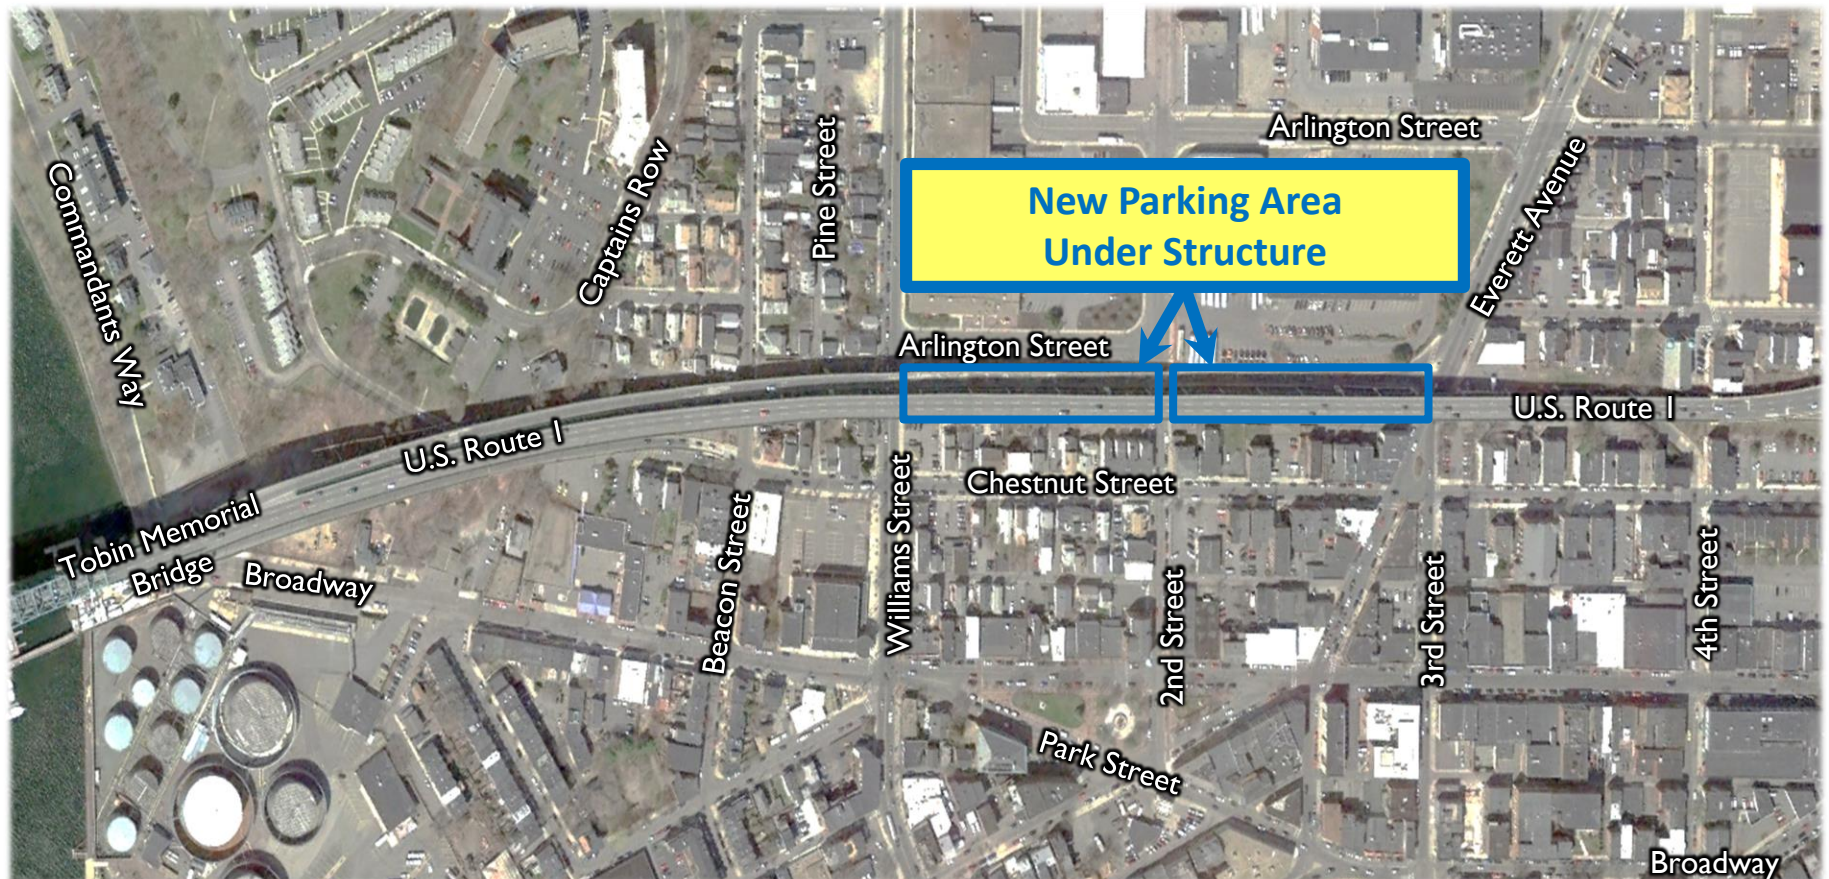 Arlington Street
Commandants Way
Captains Row
Pine Street
New Parking Area
Under Structure
Everett Avenue
Arlington Street
U.S. Route 1
U.S. Route 1
Chestnut Street
Williams Street
Beacon Street
Tobin Memorial
Bridge
Broadway
2nd Street
3rd Street
4th Street
Park Street
Broadway